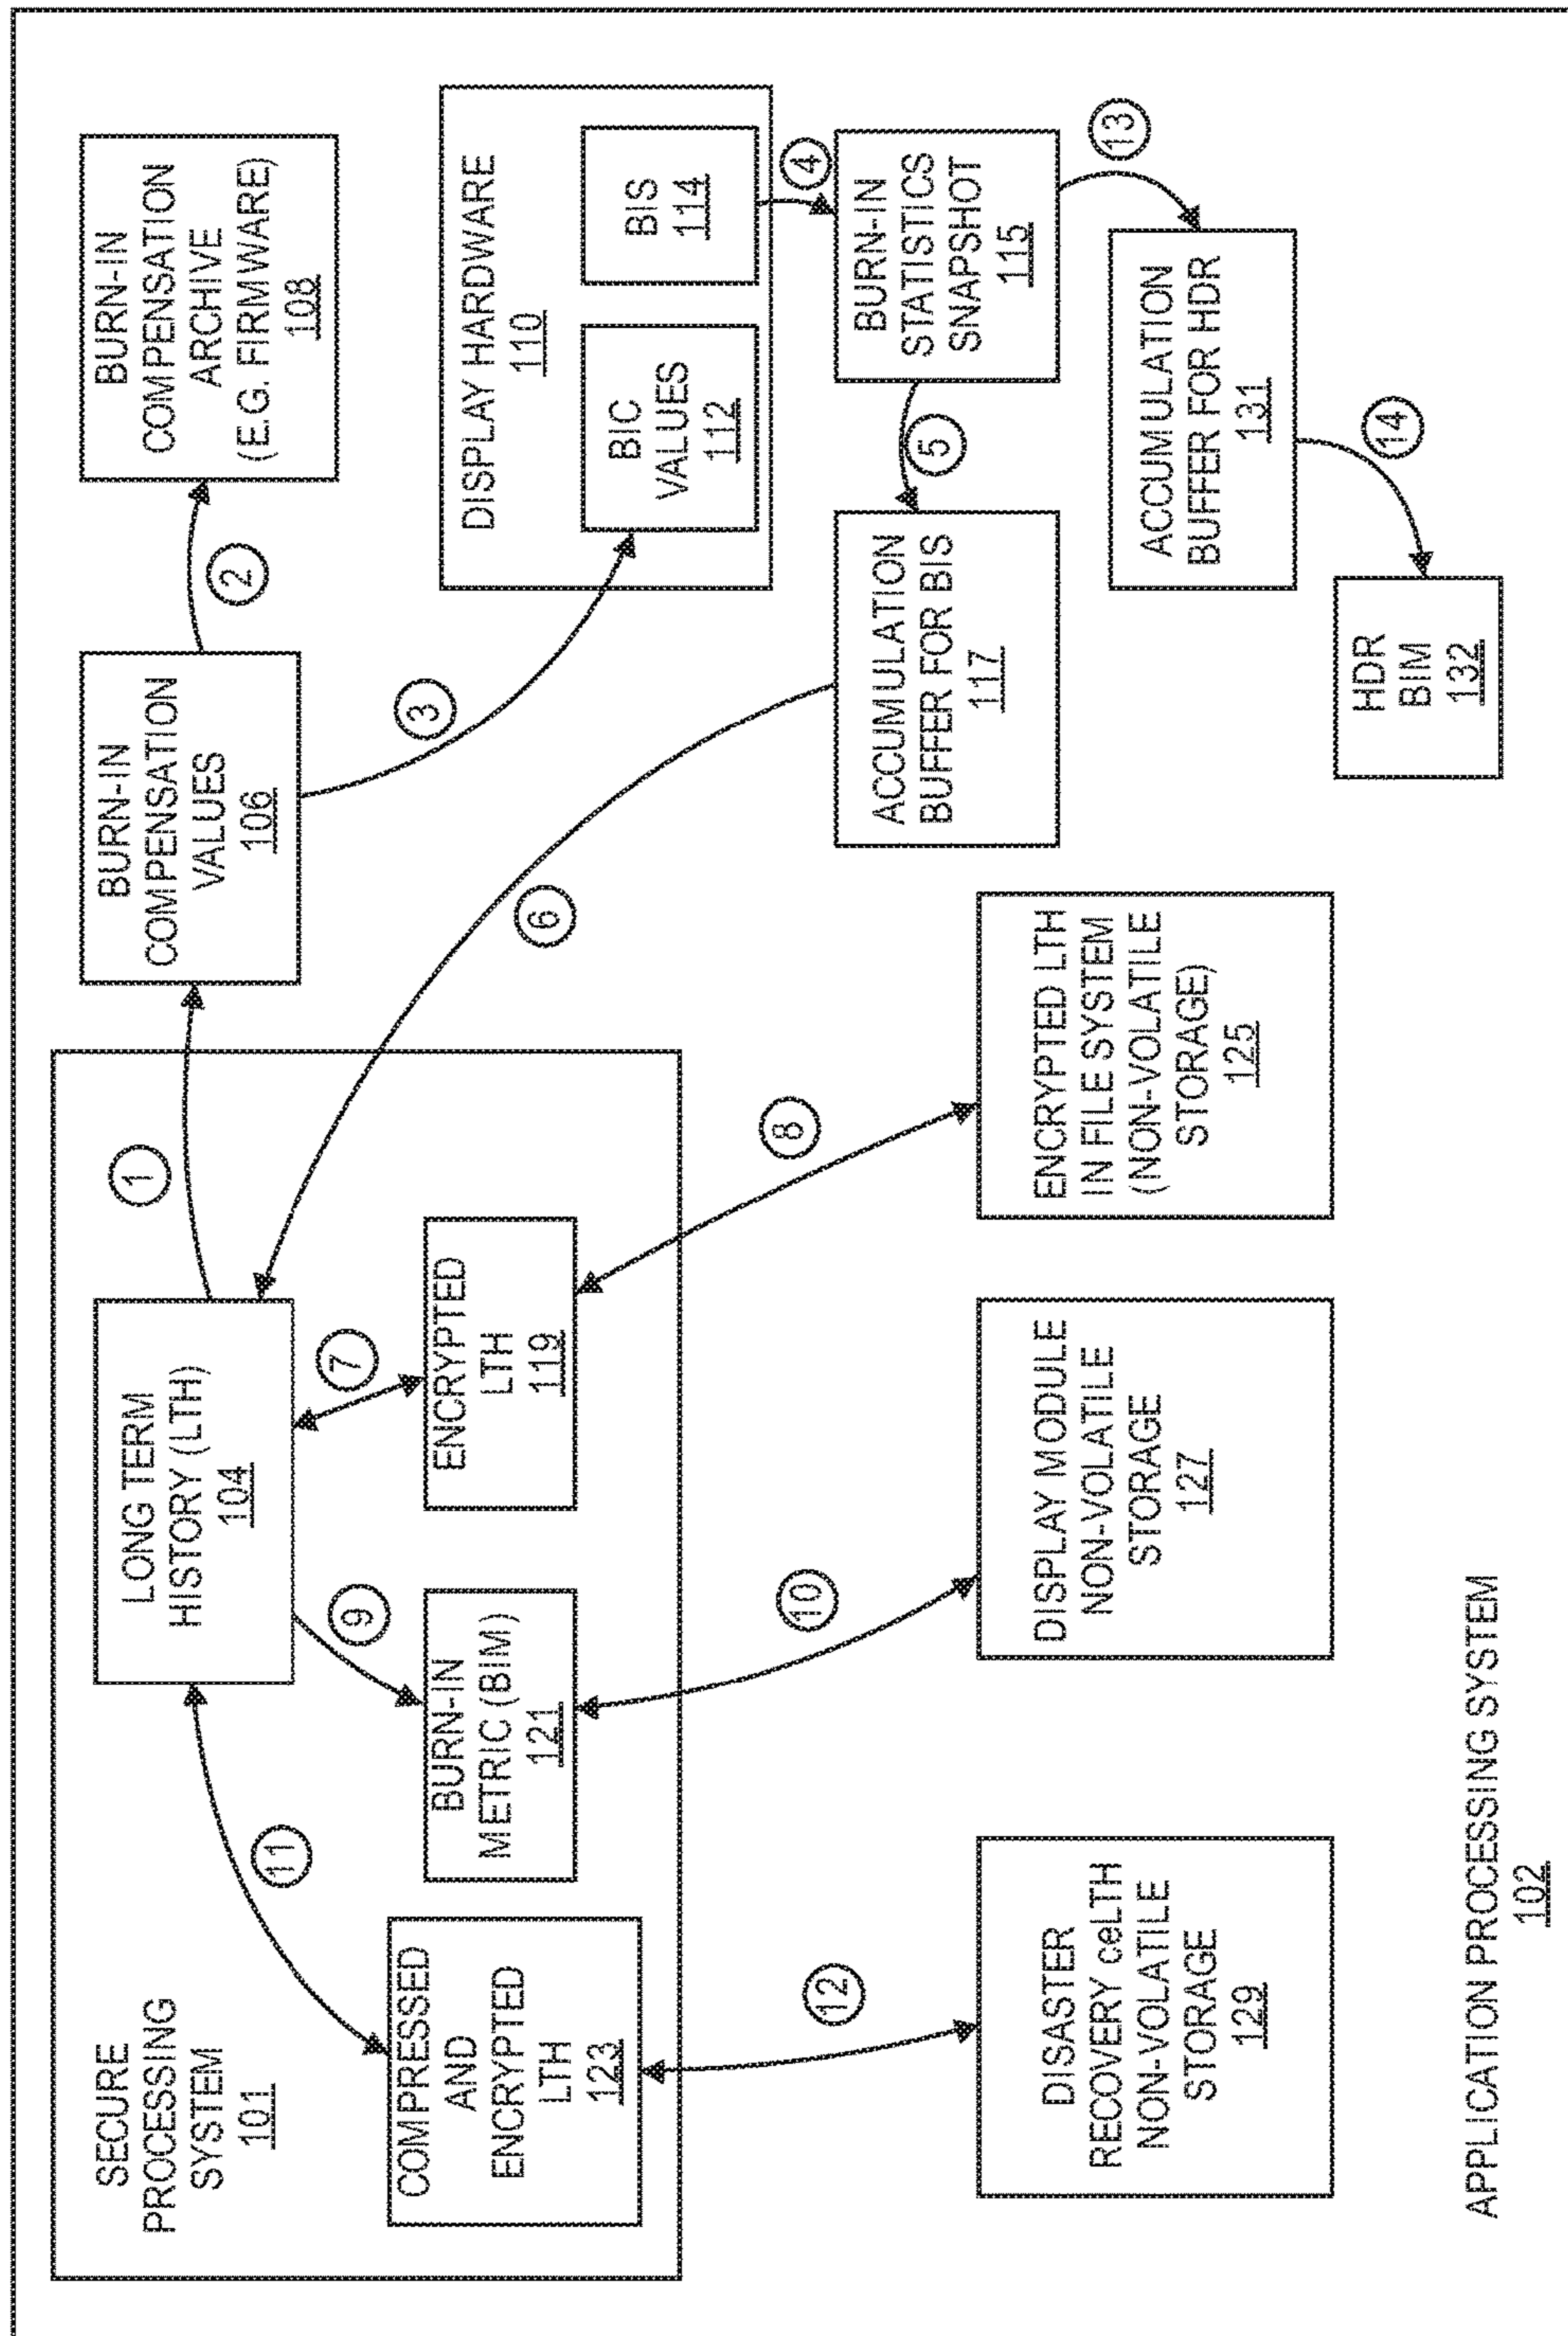 SECURE
PROCESSING
SYSTEM
101
LONG TERM
HISTORY (LTH)
104
1
BURN-IN
COMPENSATION
VALUES
106
2
BURN-IN
COMPENSATION
ARCHIVE
(E.G. FIRMWARE)
108
3
DISPLAY HARDWARE
110
BIC
VALUES
112
BIS
114
4
BURN-IN
STATISTICS
SNAPSHOT
115
5
ACCUMULATION
BUFFER FOR BIS
117
6
7
ENCRYPTED
LTH
119
8
ENCRYPTED LTH
IN FILE SYSTEM
(NON-VOLATILE
STORAGE)
125
9
BURN-IN
METRIC (BIM)
121
10
DISPLAY MODULE
NON-VOLATILE
STORAGE
127
11
COMPRESSED
AND
ENCRYPTED
LTH
123
12
DISASTER
RECOVERY ceLTH
NON-VOLATILE
STORAGE
129
13
ACCUMULATION
BUFFER FOR HDR
131
14
HDR
BIM
132
APPLICATION PROCESSING SYSTEM
102